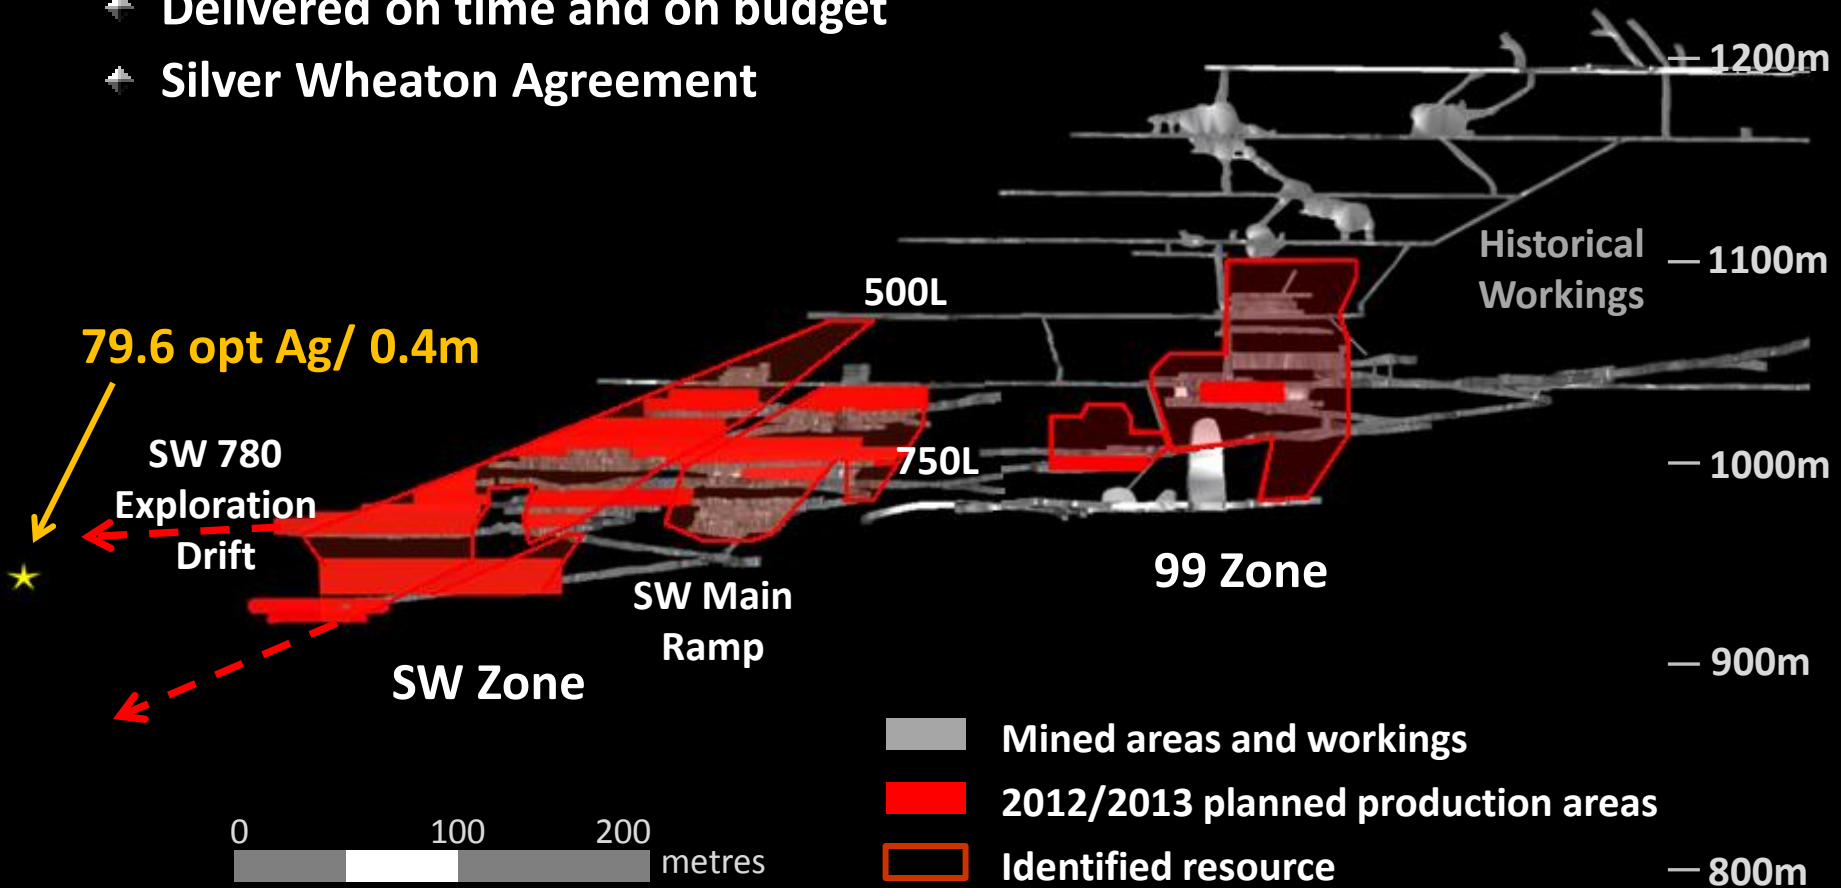 Delivered on time and on budget
Silver Wheaton Agreement
1200m
Historical
Workings
1100m
500L
79.6 opt Ag/ 0.4m
SW 780
Exploration
Drift
750L
1000m
99 Zone
SW Main
Ramp
SW Zone
900m
Mined areas and workings
2012/2013 planned production areas
Identified resource
0 100 200
metres
800m